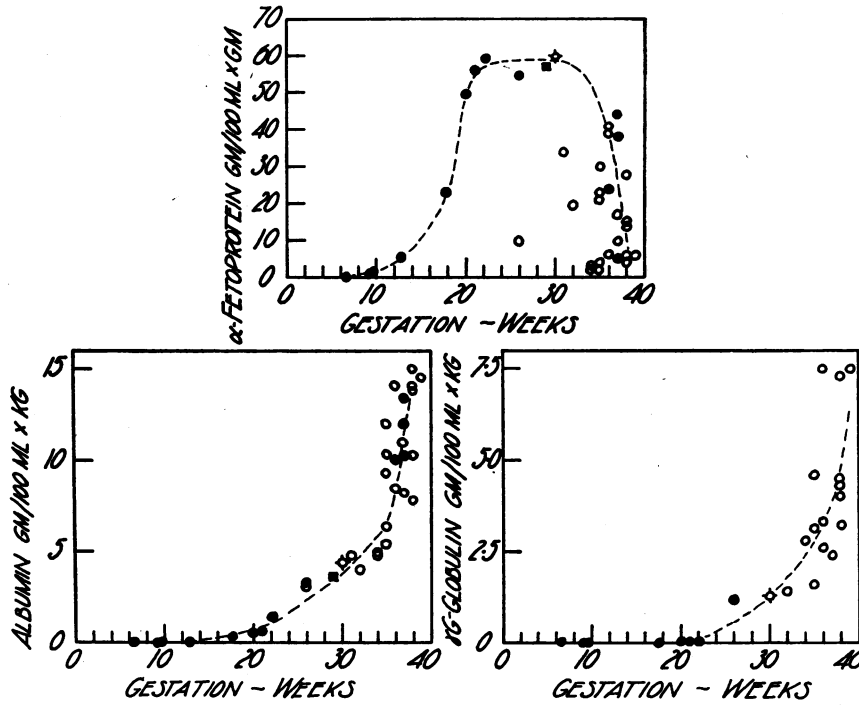 α-FETOPROTEIN GM/100 ML × GM
70
60
50
40
30
20
10
0
0 10 20 30 40
GESTATION ~ WEEKS
ALBUMIN GM/100 ML × KG
15
10
5
0
0 10 20 30 40
GESTATION ~ WEEKS
γG-GLOBULIN GM/100 ML × KG
7.5
5.0
2.5
0
0 10 20 30 40
GESTATION ~ WEEKS